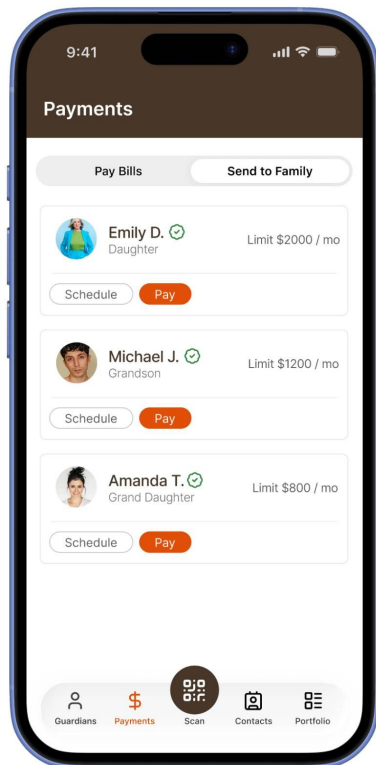 9:41
Payments
Pay Bills
Send to Family
Emily D.
Daughter
Limit $2000 / mo
Schedule
Pay
Michael J.
Grandson
Limit $1200 / mo
Schedule
Pay
Amanda T.
Grand Daughter
Limit $800 / mo
Schedule
Pay
Guardians
Payments
Scan
Contacts
Portfolio